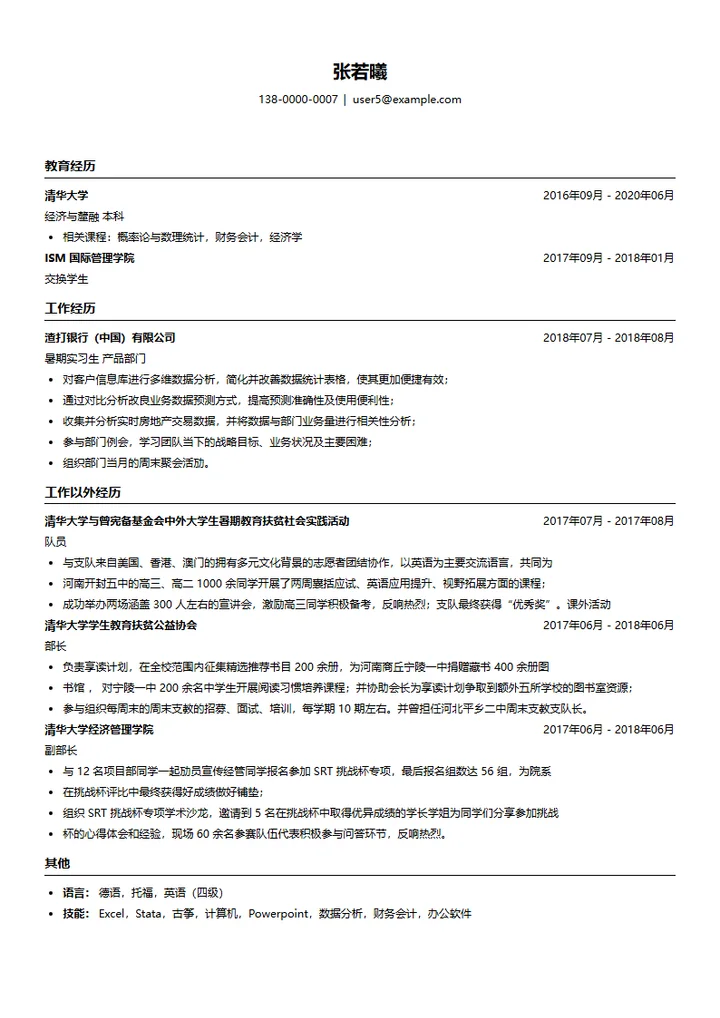 张若曦
138-0000-0007 | user5@example.com
教育经历
清华大学 2016年09月 - 2020年06月
经济与金融 本科
• 相关课程：概率论与数理统计，财务会计，经济学
ISM 国际管理学院 2017年09月 - 2018年01月
交换学生
工作经历
渣打银行（中国）有限公司 2018年07月 - 2018年08月
暑期实习生 产品部门
• 对客户信息库进行多维数据分析，简化并改善数据统计表格，使其更加便捷有效；
• 通过对比分析改良业务数据预测方式，提高预测准确性及使用便利性；
• 收集并分析实时房地产交易数据，并将数据与部门业务量进行相关性分析；
• 参与部门例会，学习团队当下的战略目标、业务状况及主要困难；
• 组织部门当月的周末聚会活动。
工作以外经历
清华大学与曾宪备基金会中外大学生暑期教育扶贫社会实践活动 2017年07月 - 2017年08月
队员
• 与支队来自美国、香港、澳门的拥有多元文化背景的志愿者团结协作，以英语为主要交流语言，共同为
• 河南开封五中的高三、高二 1000 余同学开展了两周囊括应试、英语应用提升、视野拓展方面的课程；
• 成功举办两场涵盖 300 人左右的宣讲会，激励高三同学积极备考，反响热烈；支队最终获得“优秀奖”。课外活动
清华大学学生教育扶贫公益协会 2017年06月 - 2018年06月
部长
• 负责享读计划，在全校范围内征集精选推荐书目 200 余册，为河南商丘宁陵一中捐赠藏书 400 余册图
• 书馆 ， 对宁陵一中 200 余名中学生开展阅读习惯培养课程；并协助会长为享读计划争取到额外五所学校的图书室资源；
• 参与组织每周末的周末支教的招募、面试、培训，每学期 10 期左右。并曾担任河北平乡二中周末支教支队长。
清华大学经济管理学院 2017年06月 - 2018年06月
副部长
• 与 12 名项目部同学一起动员宣传经管同学报名参加 SRT 挑战杯专项，最后报名组数达 56 组，为院系
• 在挑战杯评比中最终获得好成绩做好铺垫；
• 组织 SRT 挑战杯专项学术沙龙，邀请到 5 名在挑战杯中取得优异成绩的学长学姐为同学们分享参加挑战
• 杯的心得体会和经验，现场 60 余名参赛队伍代表积极参与问答环节，反响热烈。
其他
• 语言： 德语，托福，英语（四级）
• 技能： Excel，Stata，古筝，计算机，Powerpoint，数据分析，财务会计，办公软件